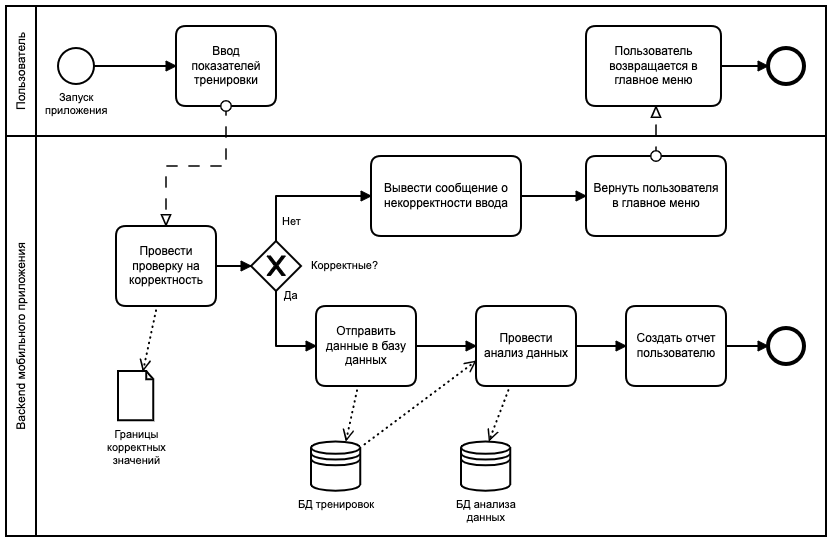 Пользователь
Запуск
приложения
Ввод
показателей
тренировки
Пользователь
возвращается в
главное меню
Backend мобильного приложения
Вывести сообщение о
некорректности ввода
Вернуть пользователя
в главное меню
Нет
Провести
проверку на
корректность
Корректные?
Да
Отправить
данные в базу
данных
Провести
анализ данных
Создать отчет
пользователю
Границы
корректных
значений
БД тренировок
БД анализа
данных